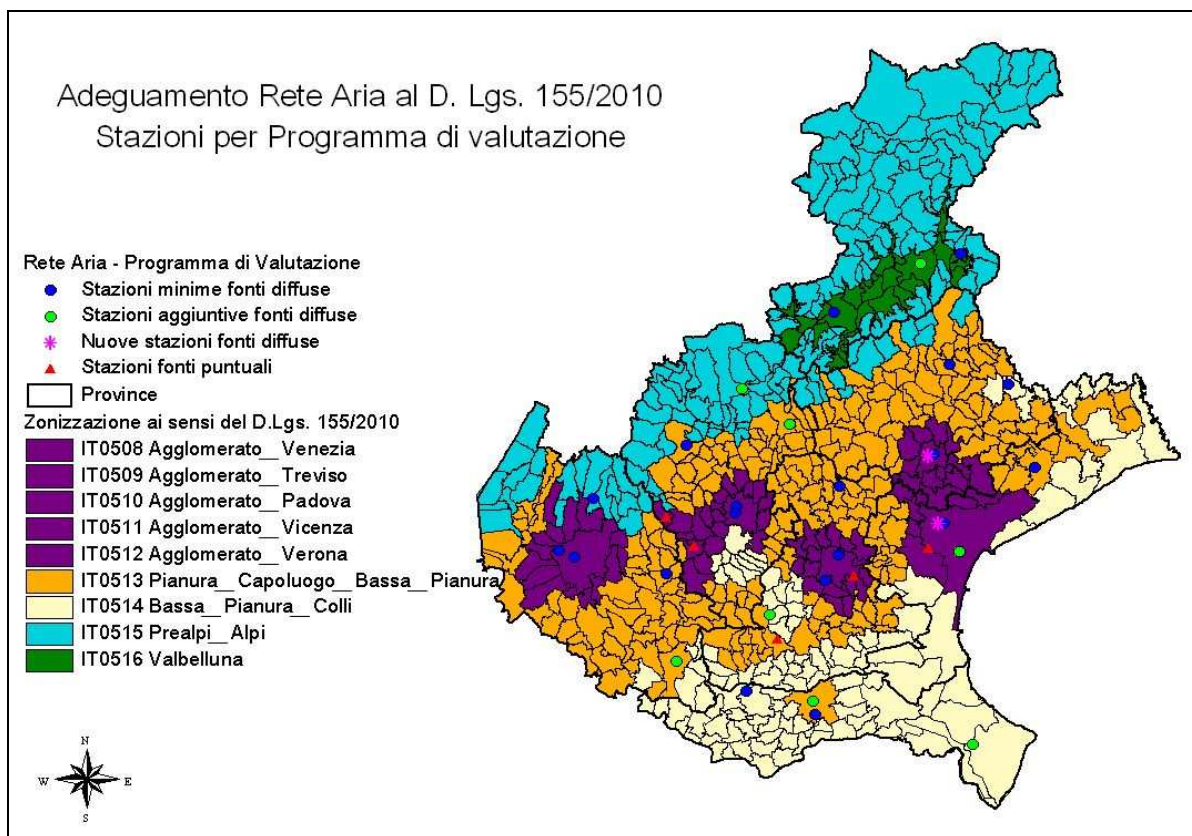 Adeguamento Rete Aria al D. Lgs. 155/2010
Stazioni per Programma di valutazione
Rete Aria - Programma di Valutazione
Stazioni minime fonti diffuse
Stazioni aggiuntive fonti diffuse
Nuove stazioni fonti diffuse
Stazioni fonti puntuali
Province
Zonizzazione ai sensi del D.Lgs. 155/2010
IT0508 Agglomerato__Venezia
IT0509 Agglomerato__Treviso
IT0510 Agglomerato__Padova
IT0511 Agglomerato__Vicenza
IT0512 Agglomerato__Verona
IT0513 Pianura__Capoluogo__Bassa__Pianura
IT0514 Bassa__Pianura__Colli
IT0515 Prealpi__Alpi
IT0516 Valbelluna
N
W E
S